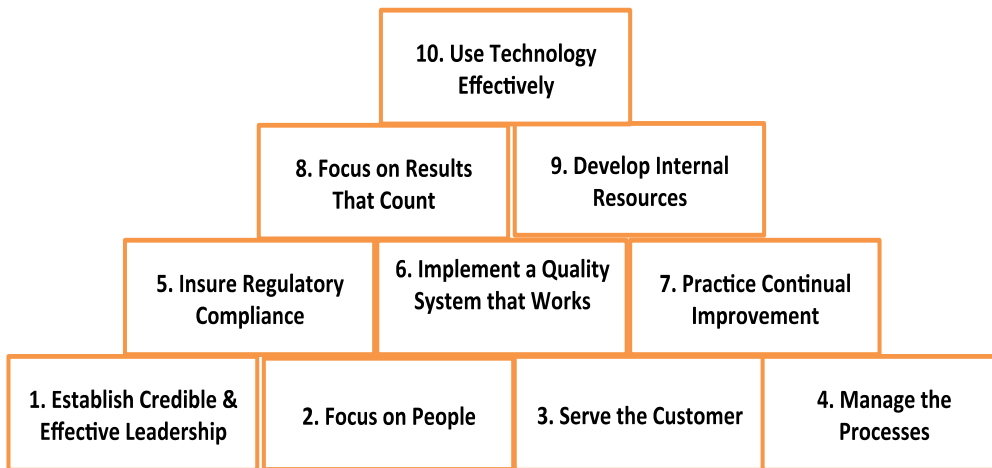 10. Use Technology
Effectively
8. Focus on Results
That Count
9. Develop Internal
Resources
5. Insure Regulatory
Compliance
6. Implement a Quality
System that Works
7. Practice Continual
Improvement
1. Establish Credible &
Effective Leadership
2. Focus on People
3. Serve the Customer
4. Manage the
Processes